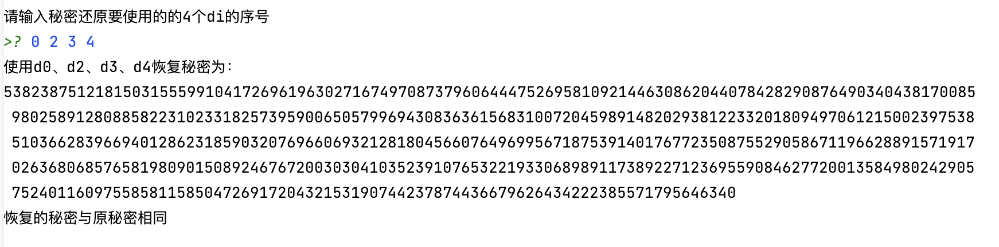 请输入秘密还原要使用的的4个di的序号
>? 0 2 3 4
使用d0、d2、d3、d4恢复秘密为：
5382387512181503155599104172696196302716749708737960644475269581092144630862044078428290876490340438170085
9802589128088582231023318257395900650579969430836361568310072045989148202938122332018094970612150023975 38
5103662839669401286231859032076966069321281804566076496995671875391401767723508755290586711966288915719 17
0263680685765819809015089246767200303041035239107653221933068989117389227123695590846277200135849802429 05
7524011609755858115850472691720432153190744237874436679626434222385571795646340
恢复的秘密与原秘密相同